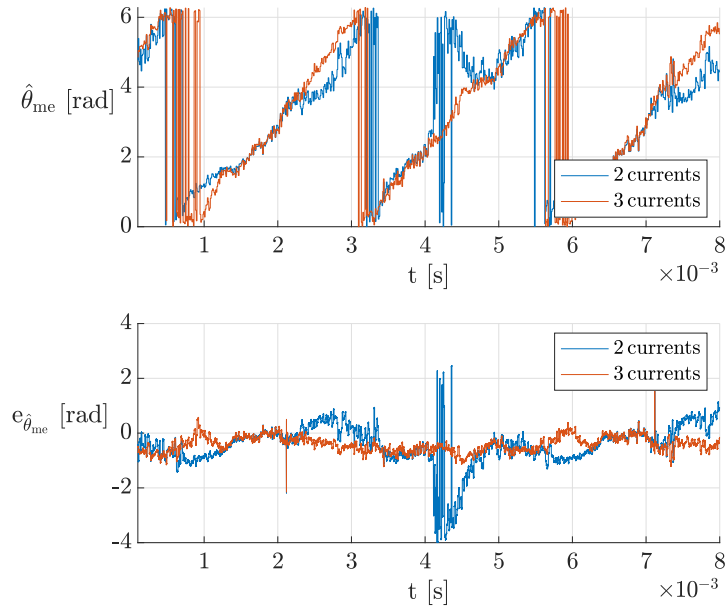 6
4
2
0
θ̂me [rad]
2 currents
3 currents
1 2 3 4 5 6 7 8
t [s]
×10−3
4
2
0
-2
-4
eθ̂me [rad]
2 currents
3 currents
1 2 3 4 5 6 7 8
t [s]
×10−3